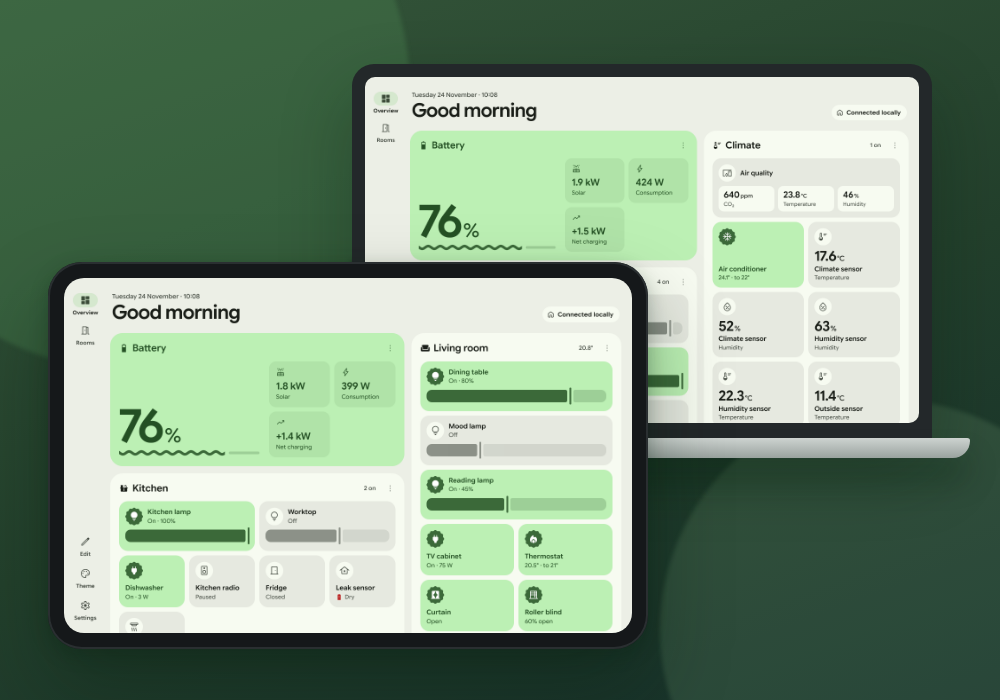 Tuesday 24 November · 10:08
Good morning
Overview
Rooms
Connected locally
Battery
1.9 kW
Solar
424 W
Consumption
76%
+1.5 kW
Net charging
4 on
Climate
1 on
Air quality
640 ppm
CO₂
23.8 °C
Temperature
46 %
Humidity
Air conditioner
24.1° · to 22°
17.6 °C
Climate sensor
Temperature
52 %
Climate sensor
Humidity
63 %
Humidity sensor
Humidity
22.3 °C
Humidity sensor
Temperature
11.4 °C
Outside sensor
Temperature
Tuesday 24 November · 10:08
Good morning
Overview
Rooms
Edit
Theme
Settings
Connected locally
Battery
1.8 kW
Solar
399 W
Consumption
76%
+1.4 kW
Net charging
Kitchen
2 on
Kitchen lamp
On · 100%
Worktop
Off
Dishwasher
On · 2 W
Kitchen radio
Paused
Fridge
Closed
Leak sensor
Dry
Living room
20.8°
Dining table
On · 80%
Mood lamp
Off
Reading lamp
On · 45%
TV cabinet
On · 75 W
Thermostat
20.5° · to 21°
Curtain
Open
Roller blind
60% open